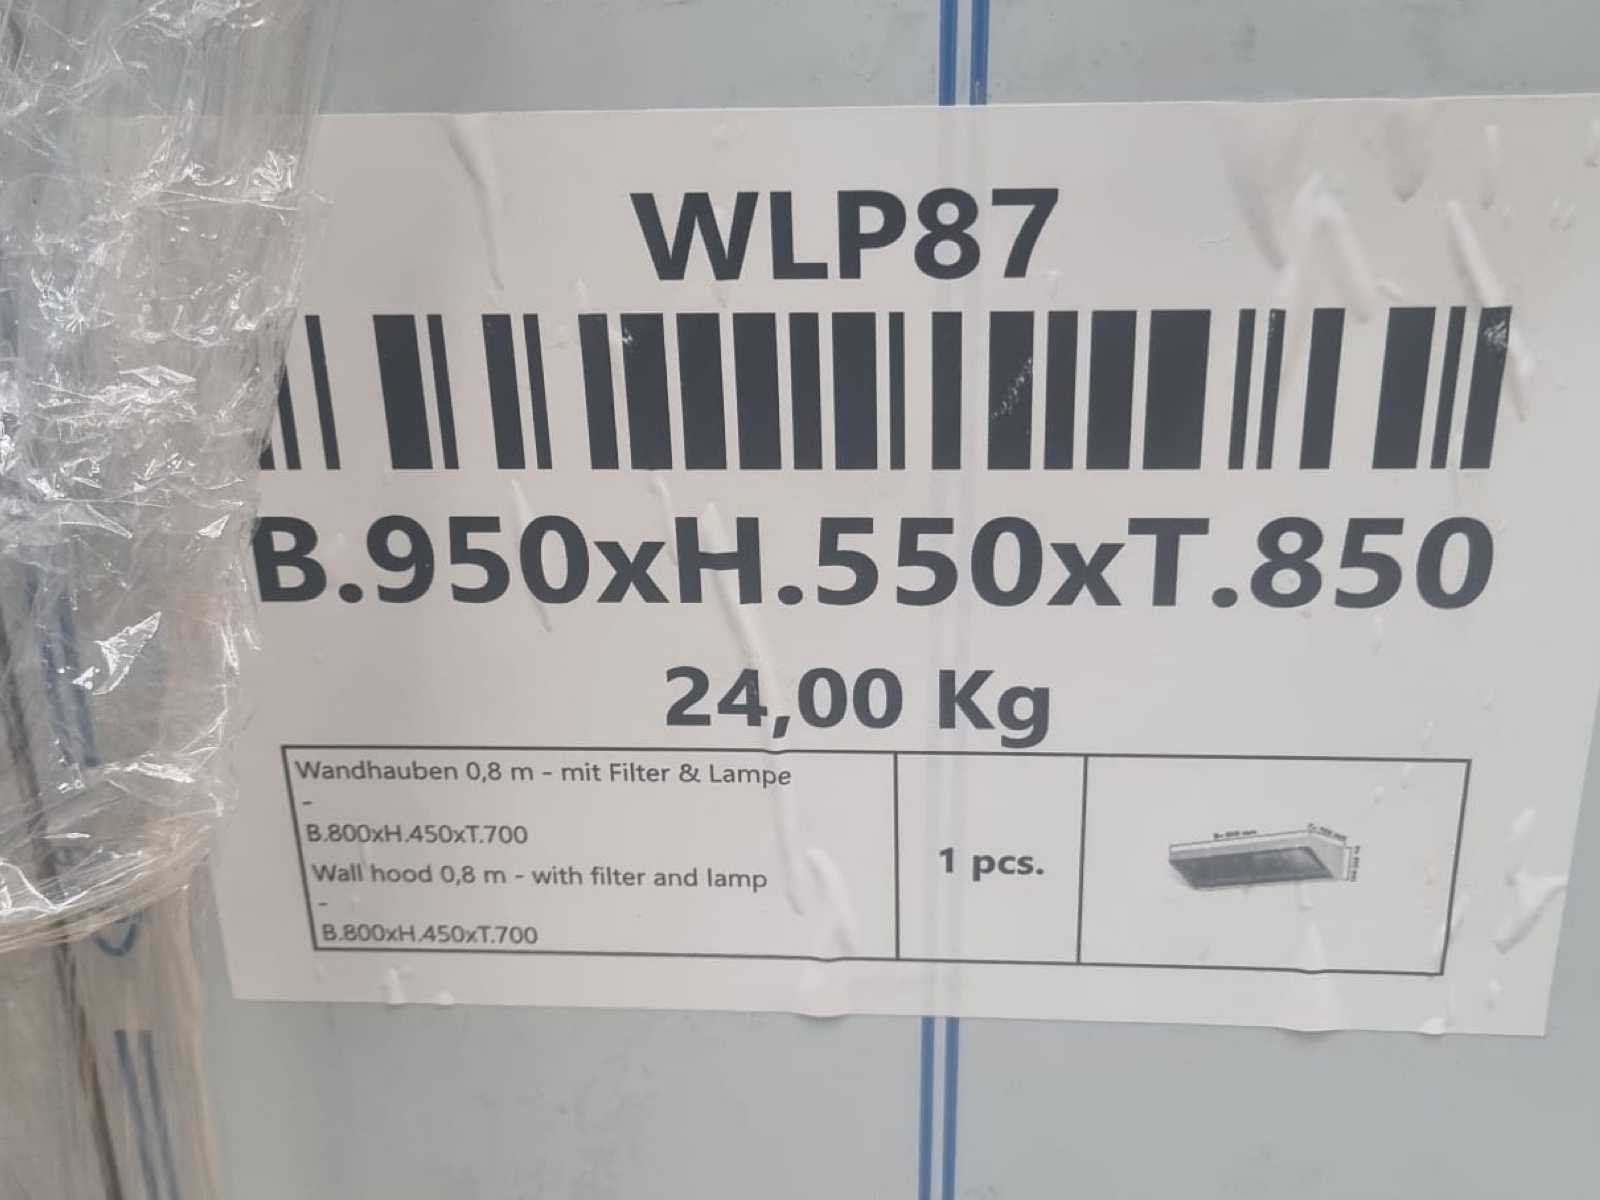 WLP87
B.950xH.550xT.850
24,00 Kg
Wandhauben 0,8 m - mit Filter & Lampe
-
B.800xH.450xT.700
Wall hood 0,8 m - with filter and lamp
-
B.800xH.450xT.700
1 pcs.